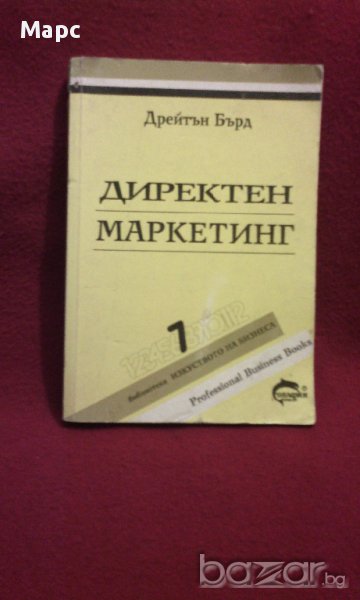 Марс
Дрейтън Бърд
ДИРЕКТЕН
МАРКЕТИНГ
1
Библиотека ИЗКУСТВОТО НА БИЗНЕСА
Professional Business Books
bazar.bg